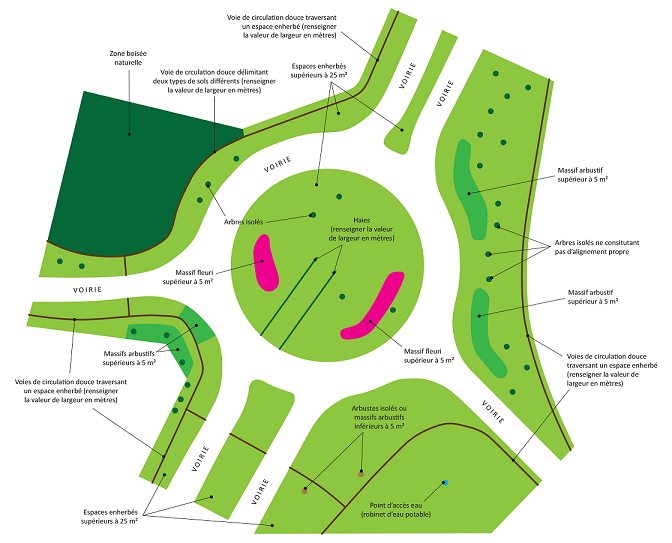 Voie de circulation douce traversant
un espace enherbé (renseigner
la valeur de largeur en mètres)
Zone boisée
naturelle
Voie de crculation douce délimitant
deux types de sols différents (renseigner
la valeur de largeur en mètres)
Espaces enherbés
supérieurs à 25 m²
VOIRIE
VOIRIE
VOIRIE
Massif arbustif
supérieur à 5 m²
Arbres isolés
Haies
(renseigner la valeur
de largeur en mètres)
Arbres isolés ne consitutant
pas d'alignement propre
Massif fleuri
supérieur à 5 m²
VOIRIE
Massif arbustif
supérieur à 5 m²
Massifs arbustifs
supérieurs à 5 m²
Massif fleuri
supérieur à 5 m²
Voies de circulation douce
traversant un espace enherbé
(renseigner la valeur
de largeur en mètres)
Voies de circulation douce traversant
un espace enherbé (renseigner
la valeur de largeur en mètres)
Arbustes isolés ou
massifs arbustifs
inférieurs à 5 m²
VOIRIE
VOIRIE
VOIRIE
Espaces enherbés
supérieurs à 25 m²
Point d'accès eau
(robinet d'eau potable)